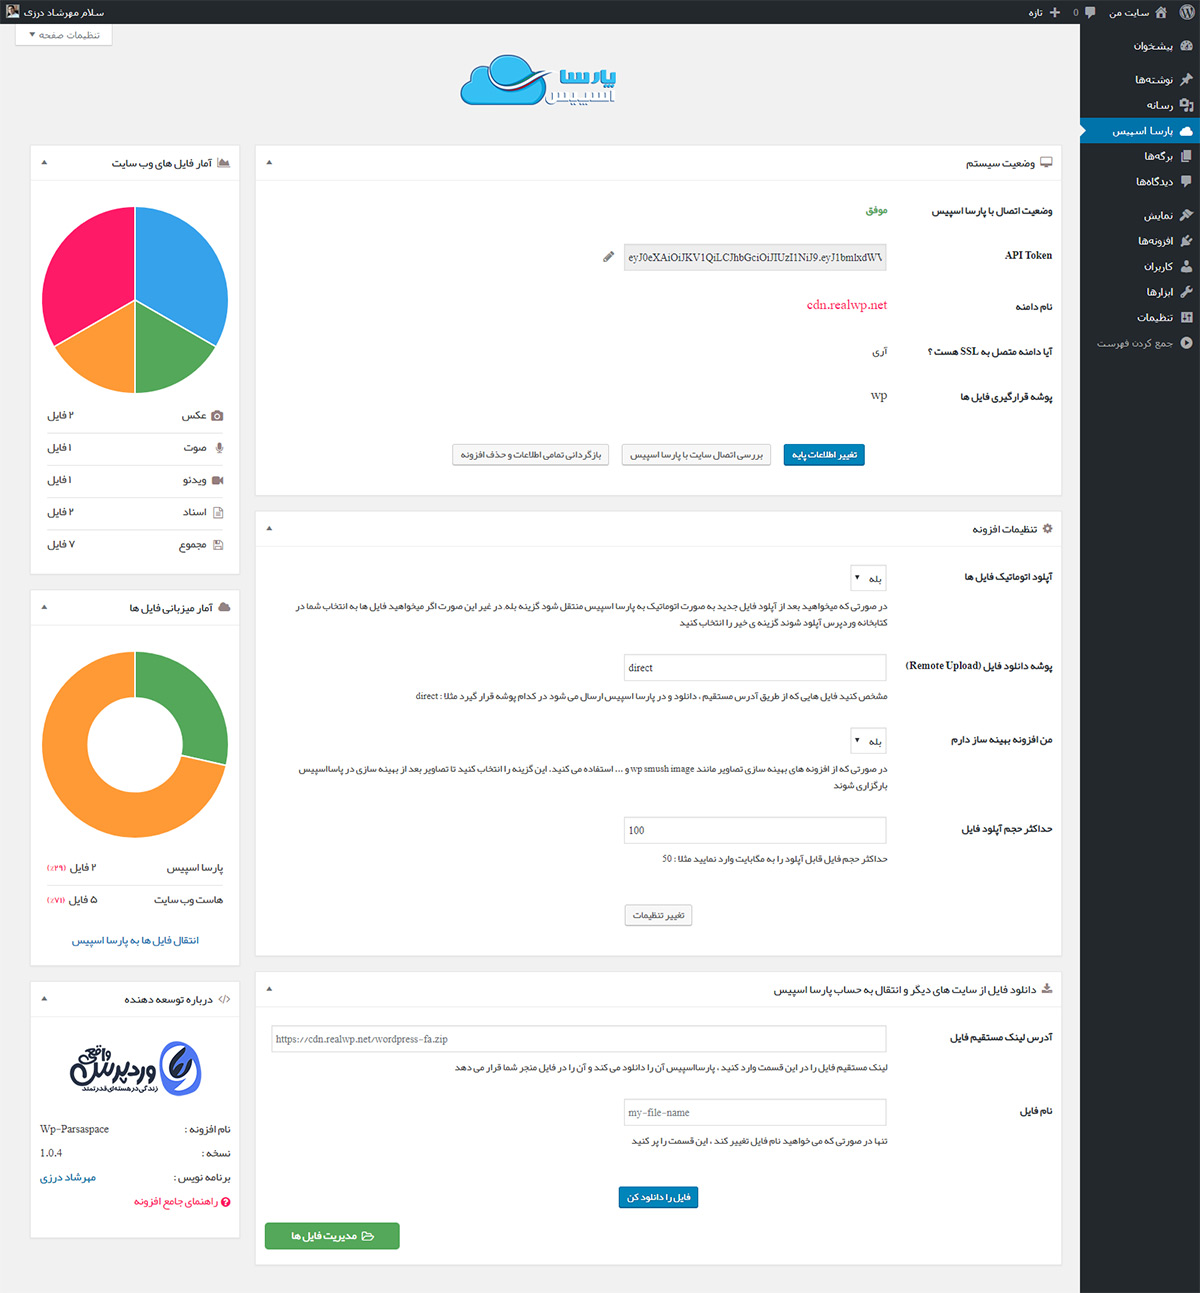 سایت من
0
تازه
سلام مهرشاد درزی
تنظیمات صفحه
پیشخوان
نوشته‌ها
رسانه
پارسا اسپیس
برگه‌ها
دیدگاه‌ها
نمایش
افزونه‌ها
کاربران
ابزارها
تنظیمات
جمع کردن فهرست
پارسا
اسپیس
وضعیت سیستم
وضعیت اتصال با پارسا اسپیس
موفق
API Token
eyJ0eXAiOiJKV1QiLCJhbGciOiJIUzI1NiJ9.eyJ1bmlxdWV
نام دامنه
cdn.realwp.net
آیا دامنه متصل به SSL هست ؟
آری
پوشه قرارگیری فایل ها
wp
تغییر اطلاعات پایه
بررسی اتصال سایت با پارسا اسپیس
بازگردانی تمامی اطلاعات و حذف افزونه
تنظیمات افزونه
آپلود اتوماتیک فایل ها
بله
در صورتی که میخواهید بعد از آپلود فایل جدید به صورت اتوماتیک به پارسا اسپیس منتقل شود گزینه بله, در غیر این صورت اگر میخواهید فایل ها به انتخاب شما در
کتابخانه وردپرس آپلود شوند گزینه ی خیر را انتخاب کنید
پوشه دانلود فایل (Remote Upload)
direct
مشخص کنید فایل هایی که از طریق آدرس مستقیم ، دانلود و در پارسا اسپیس ارسال می شود در کدام پوشه قرار گیرد مثلا : direct
من افزونه بهینه ساز دارم
بله
در صورتی که از افزونه های بهینه سازی تصاویر مانند wp smush image و ... استفاده می کنید، این گزینه را انتخاب کنید تا تصاویر بعد از بهینه سازی در پاسااسپیس
بارگزاری شوند
حداکثر حجم آپلود فایل
100
حداکثر حجم فایل قابل آپلود را به مگابایت وارد نمایید مثلا : 50
تغییر تنظیمات
دانلود فایل از سایت های دیگر و انتقال به حساب پارسا اسپیس
آدرس لینک مستقیم فایل
https://cdn.realwp.net/wordpress-fa.zip
لینک مستقیم فایل را در این قسمت وارد کنید ، پارسااسپیس آن را دانلود می کند و آن را در فایل منجر شما قرار می دهد
نام فایل
my-file-name
تنها در صورتی که می خواهید نام فایل تغییر کند ، این قسمت را پر کنید
فایل را دانلود کن
مدیریت فایل ها
آمار فایل های وب سایت
عکس
۲ فایل
صوت
۱ فایل
ویدئو
۱ فایل
اسناد
۲ فایل
مجموع
۷ فایل
آمار میزبانی فایل ها
پارسا اسپیس
۲ فایل (٪۲۹)
هاست وب سایت
۵ فایل (٪۷۱)
انتقال فایل ها به پارسا اسپیس
درباره توسعه دهنده
وردپرس واقعی
زندگی در هسته‌ای قدرتمند
نام افزونه :
Wp-Parsaspace
نسخه :
1.0.4
برنامه نویس :
مهرشاد درزی
راهنمای جامع افزونه